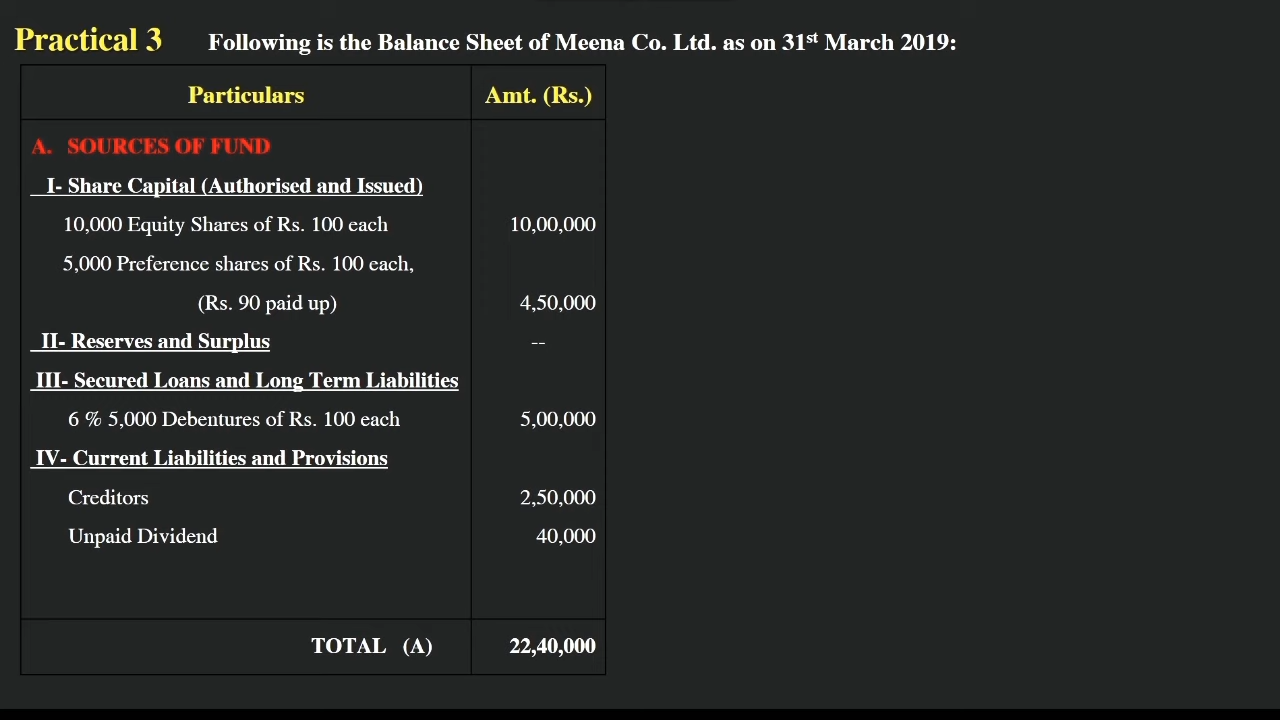 Practical 3 Following is the Balance Sheet of Meena Co. Ltd. as on 31st March 2019:
Particulars Amt. (Rs.)
A. SOURCES OF FUND
I- Share Capital (Authorised and Issued)
10,000 Equity Shares of Rs. 100 each 10,00,000
5,000 Preference shares of Rs. 100 each,
(Rs. 90 paid up) 4,50,000
II- Reserves and Surplus --
III- Secured Loans and Long Term Liabilities
6 % 5,000 Debentures of Rs. 100 each 5,00,000
IV- Current Liabilities and Provisions
Creditors 2,50,000
Unpaid Dividend 40,000
TOTAL (A) 22,40,000